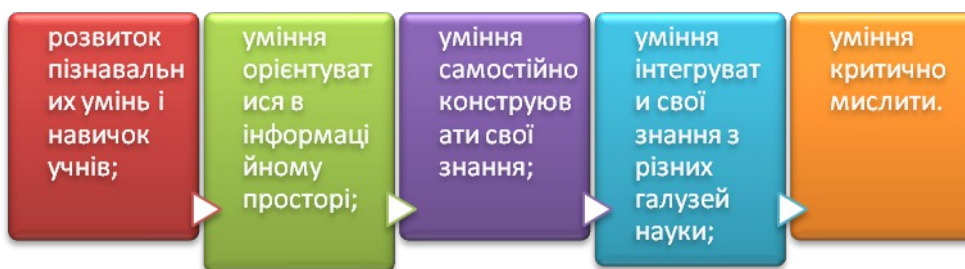 розвиток
пізнавальн
их умінь і
навичок
учнів;
уміння
орієнтуват
ися в
інформаці
йному
просторі;
уміння
самостійно
конструюв
ати свої
знання;
уміння
інтегруват
и свої
знання з
різних
галузей
науки;
уміння
критично
мислити.